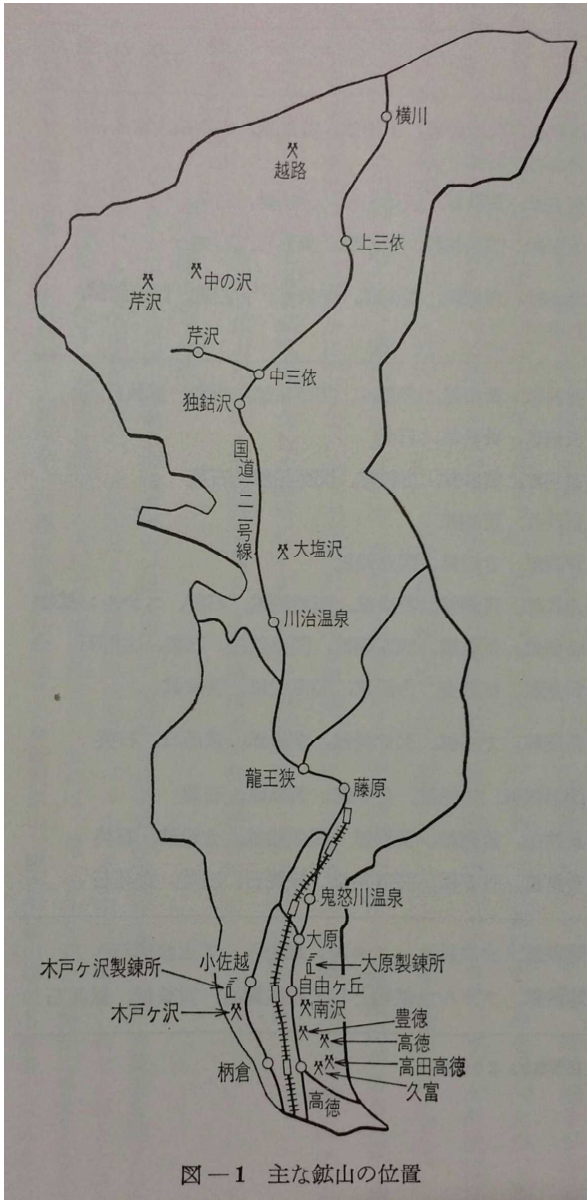 横川
越路
上三依
中の沢
芹沢
芹沢
中三依
独鈷沢
国道一二一号線
大塩沢
川治温泉
龍王狭
藤原
鬼怒川温泉
大原
小佐越
大原製錬所
木戸ヶ沢製錬所
自由ヶ丘
南沢
木戸ヶ沢
豊徳
高徳
高田高徳
柄倉
久富
高徳
図―1 主な鉱山の位置